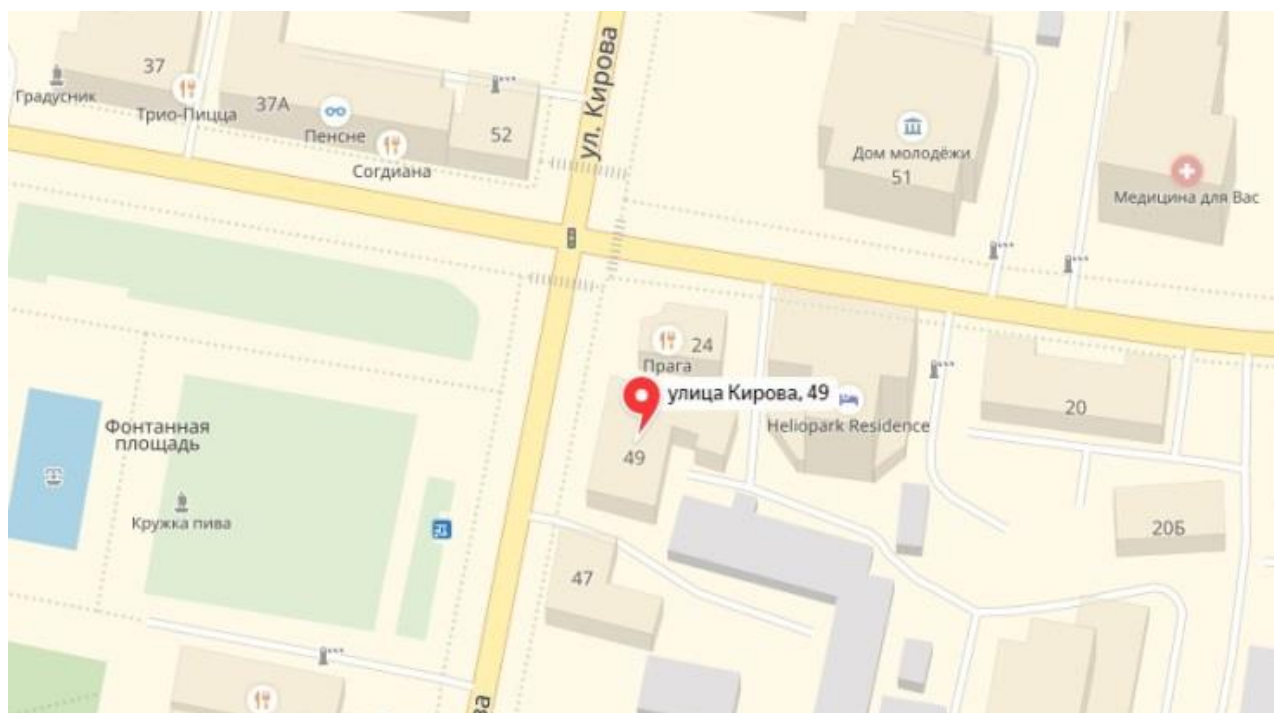 37
Градусник
Трио-Пицца
37А
Пенсне
Согдиана
52
ул. Кирова
Дом молодёжи
51
Медицина для Вас
Прага
24
улица Кирова, 49
Heliopark Residence
49
20
20Б
47
Фонтанная
площадь
Кружка пива
ва